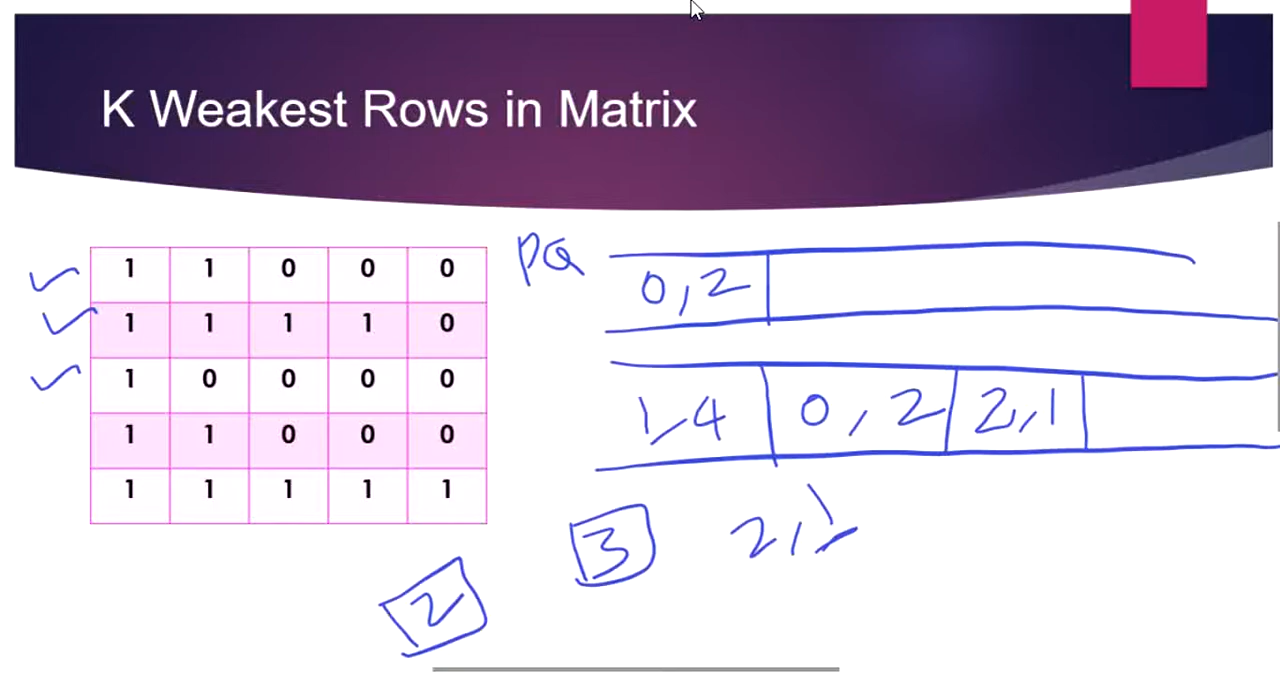 K Weakest Rows in Matrix
1 1 0 0 0
1 1 1 1 0
1 0 0 0 0
1 1 0 0 0
1 1 1 1 1
PQ
0,2
1,4 0,2 2,1
3 2,1
2